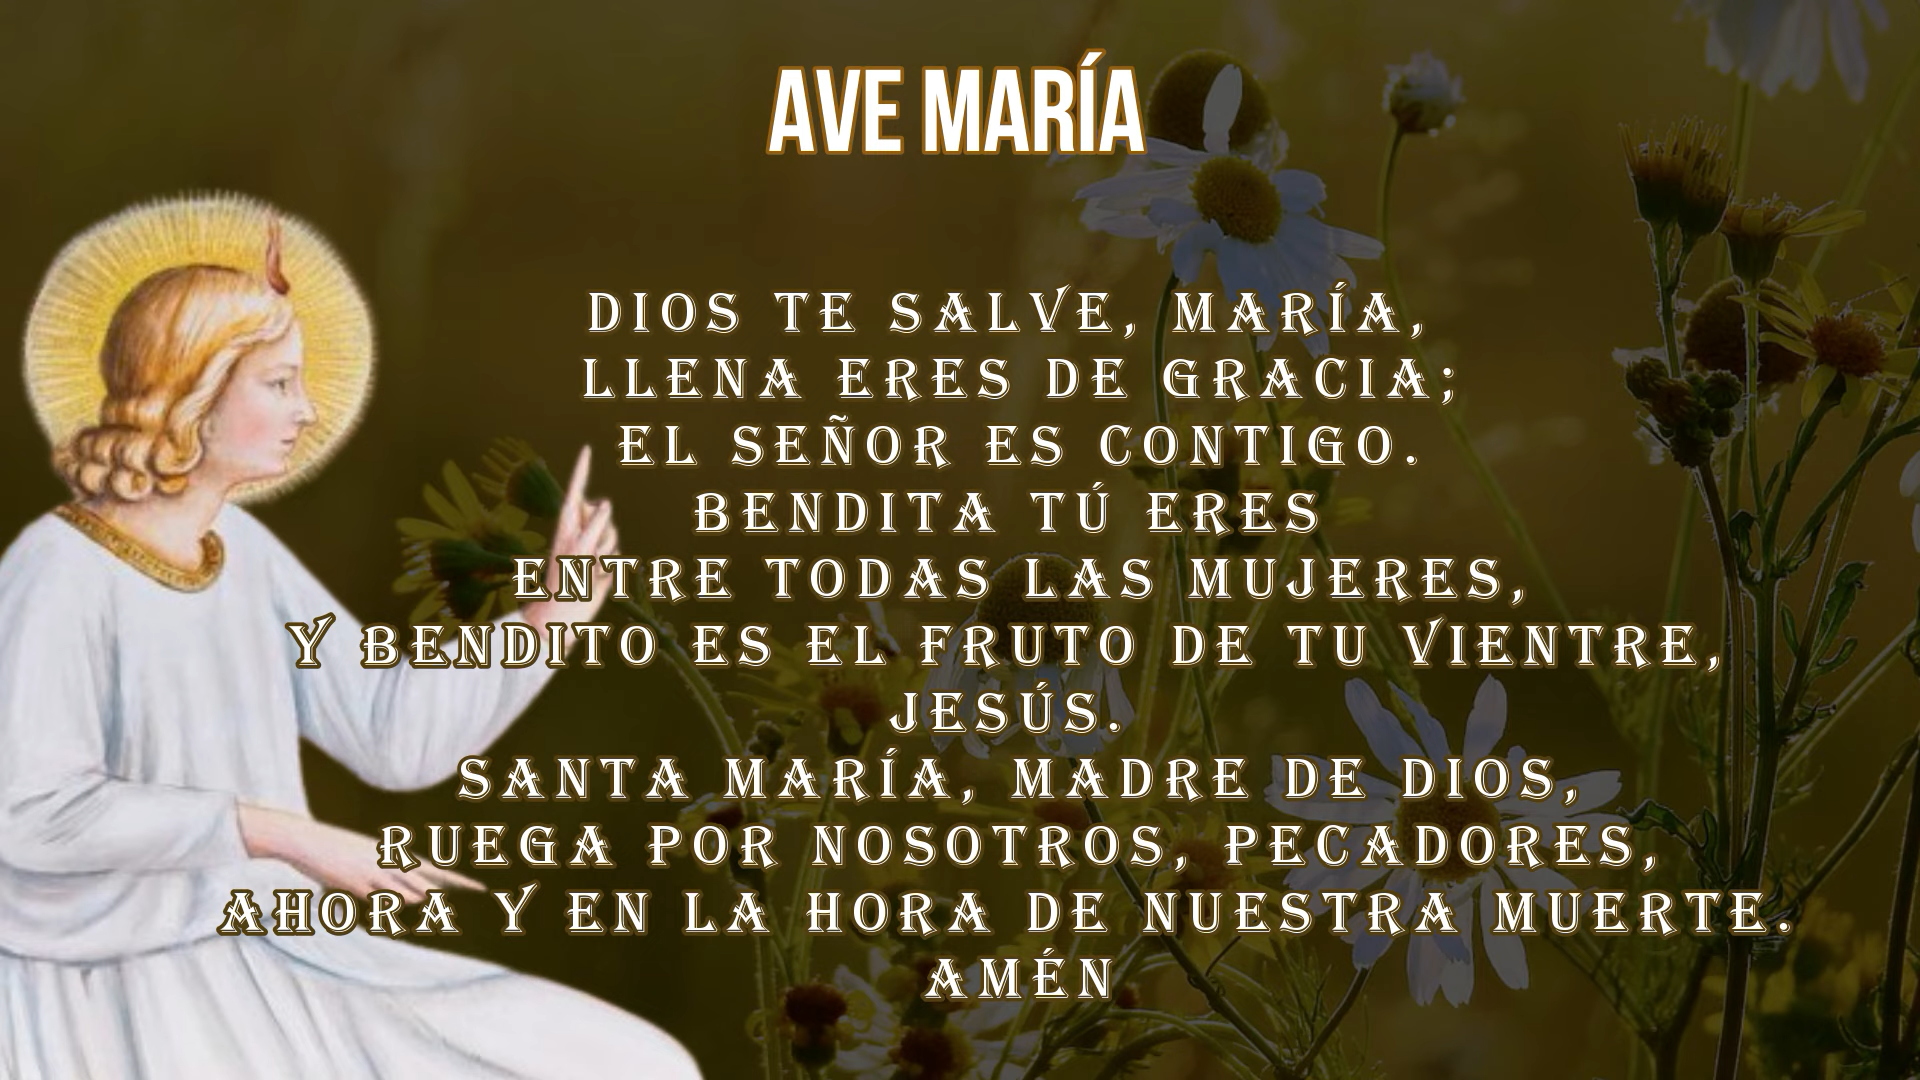 AVE MARÍA
DIOS TE SALVE, MARÍA,
LLENA ERES DE GRACIA;
EL SEÑOR ES CONTIGO.
BENDITA TÚ ERES
ENTRE TODAS LAS MUJERES,
Y BENDITO ES EL FRUTO DE TU VIENTRE,
JESÚS.
SANTA MARÍA, MADRE DE DIOS,
RUEGA POR NOSOTROS, PECADORES,
AHORA Y EN LA HORA DE NUESTRA MUERTE.
AMÉN